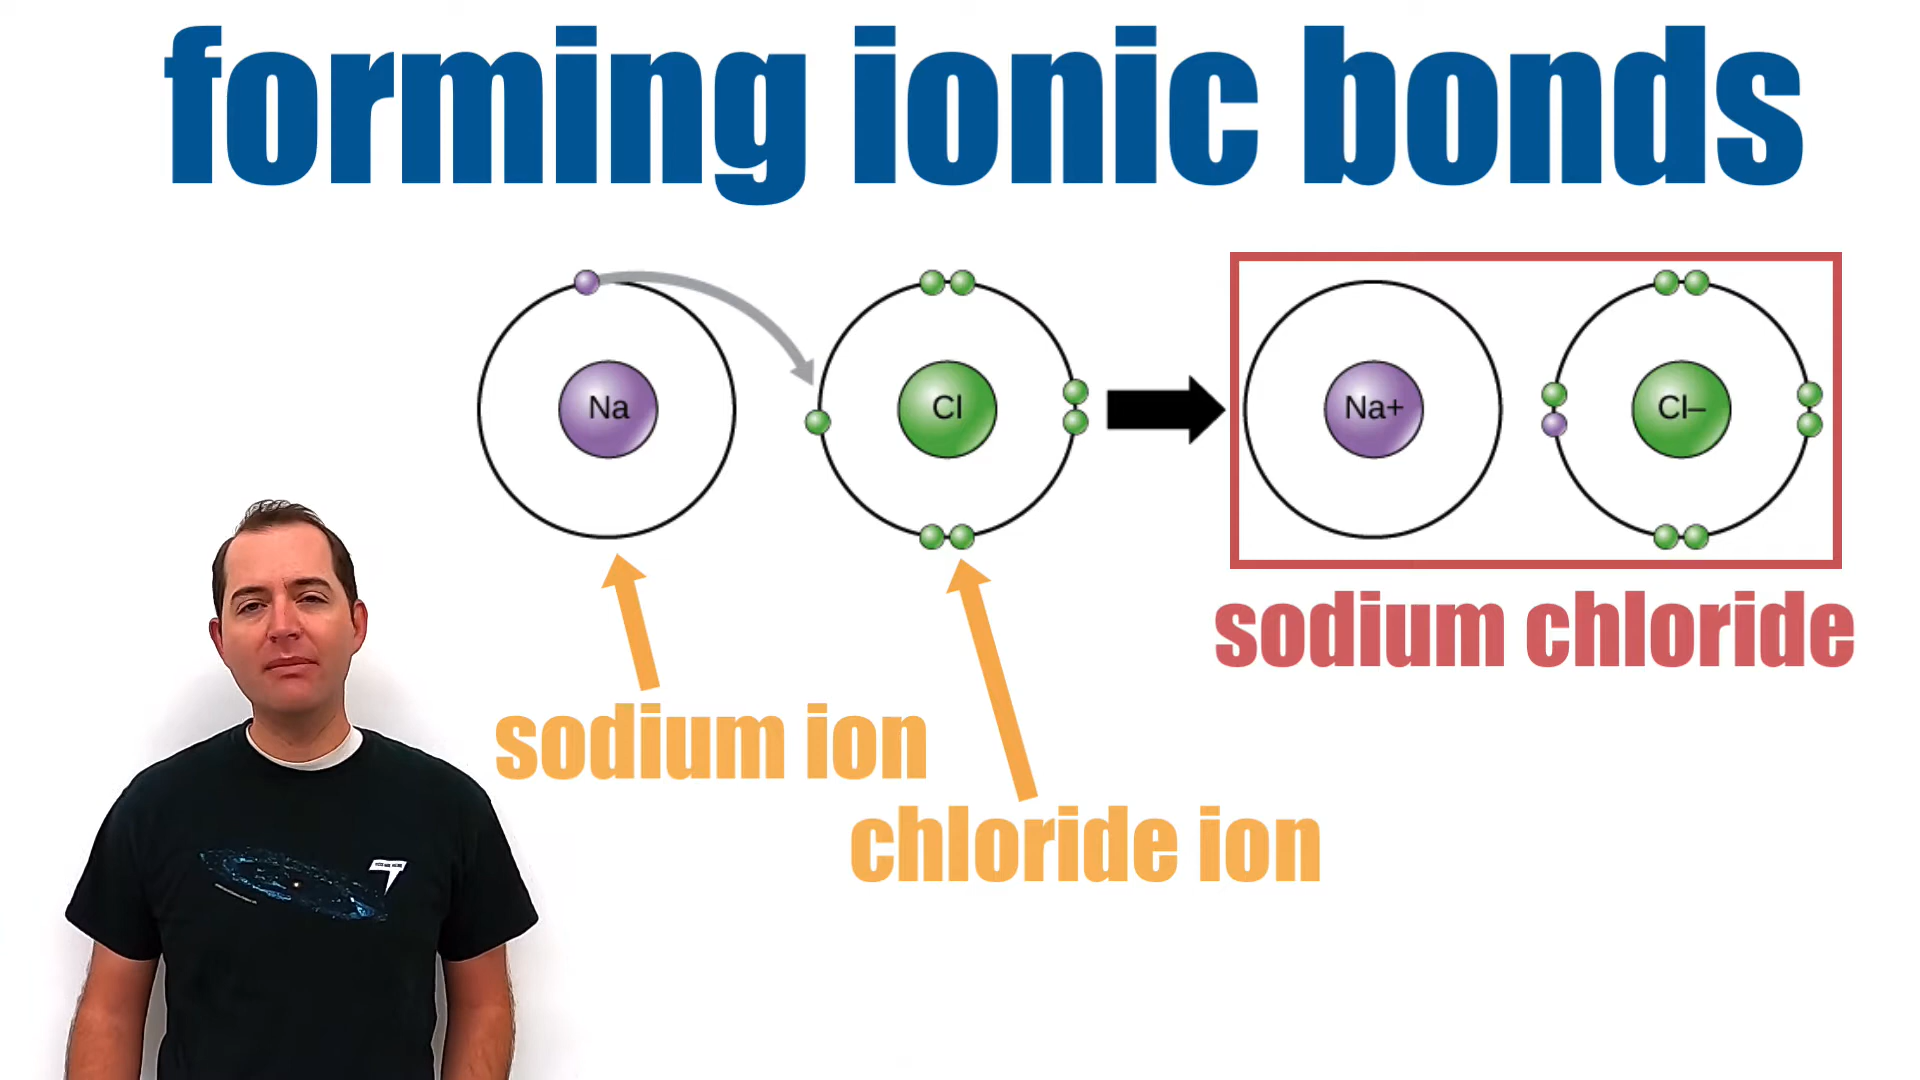 forming ionic bonds
Na
Cl
Na+
Cl–
sodium chloride
sodium ion
chloride ion